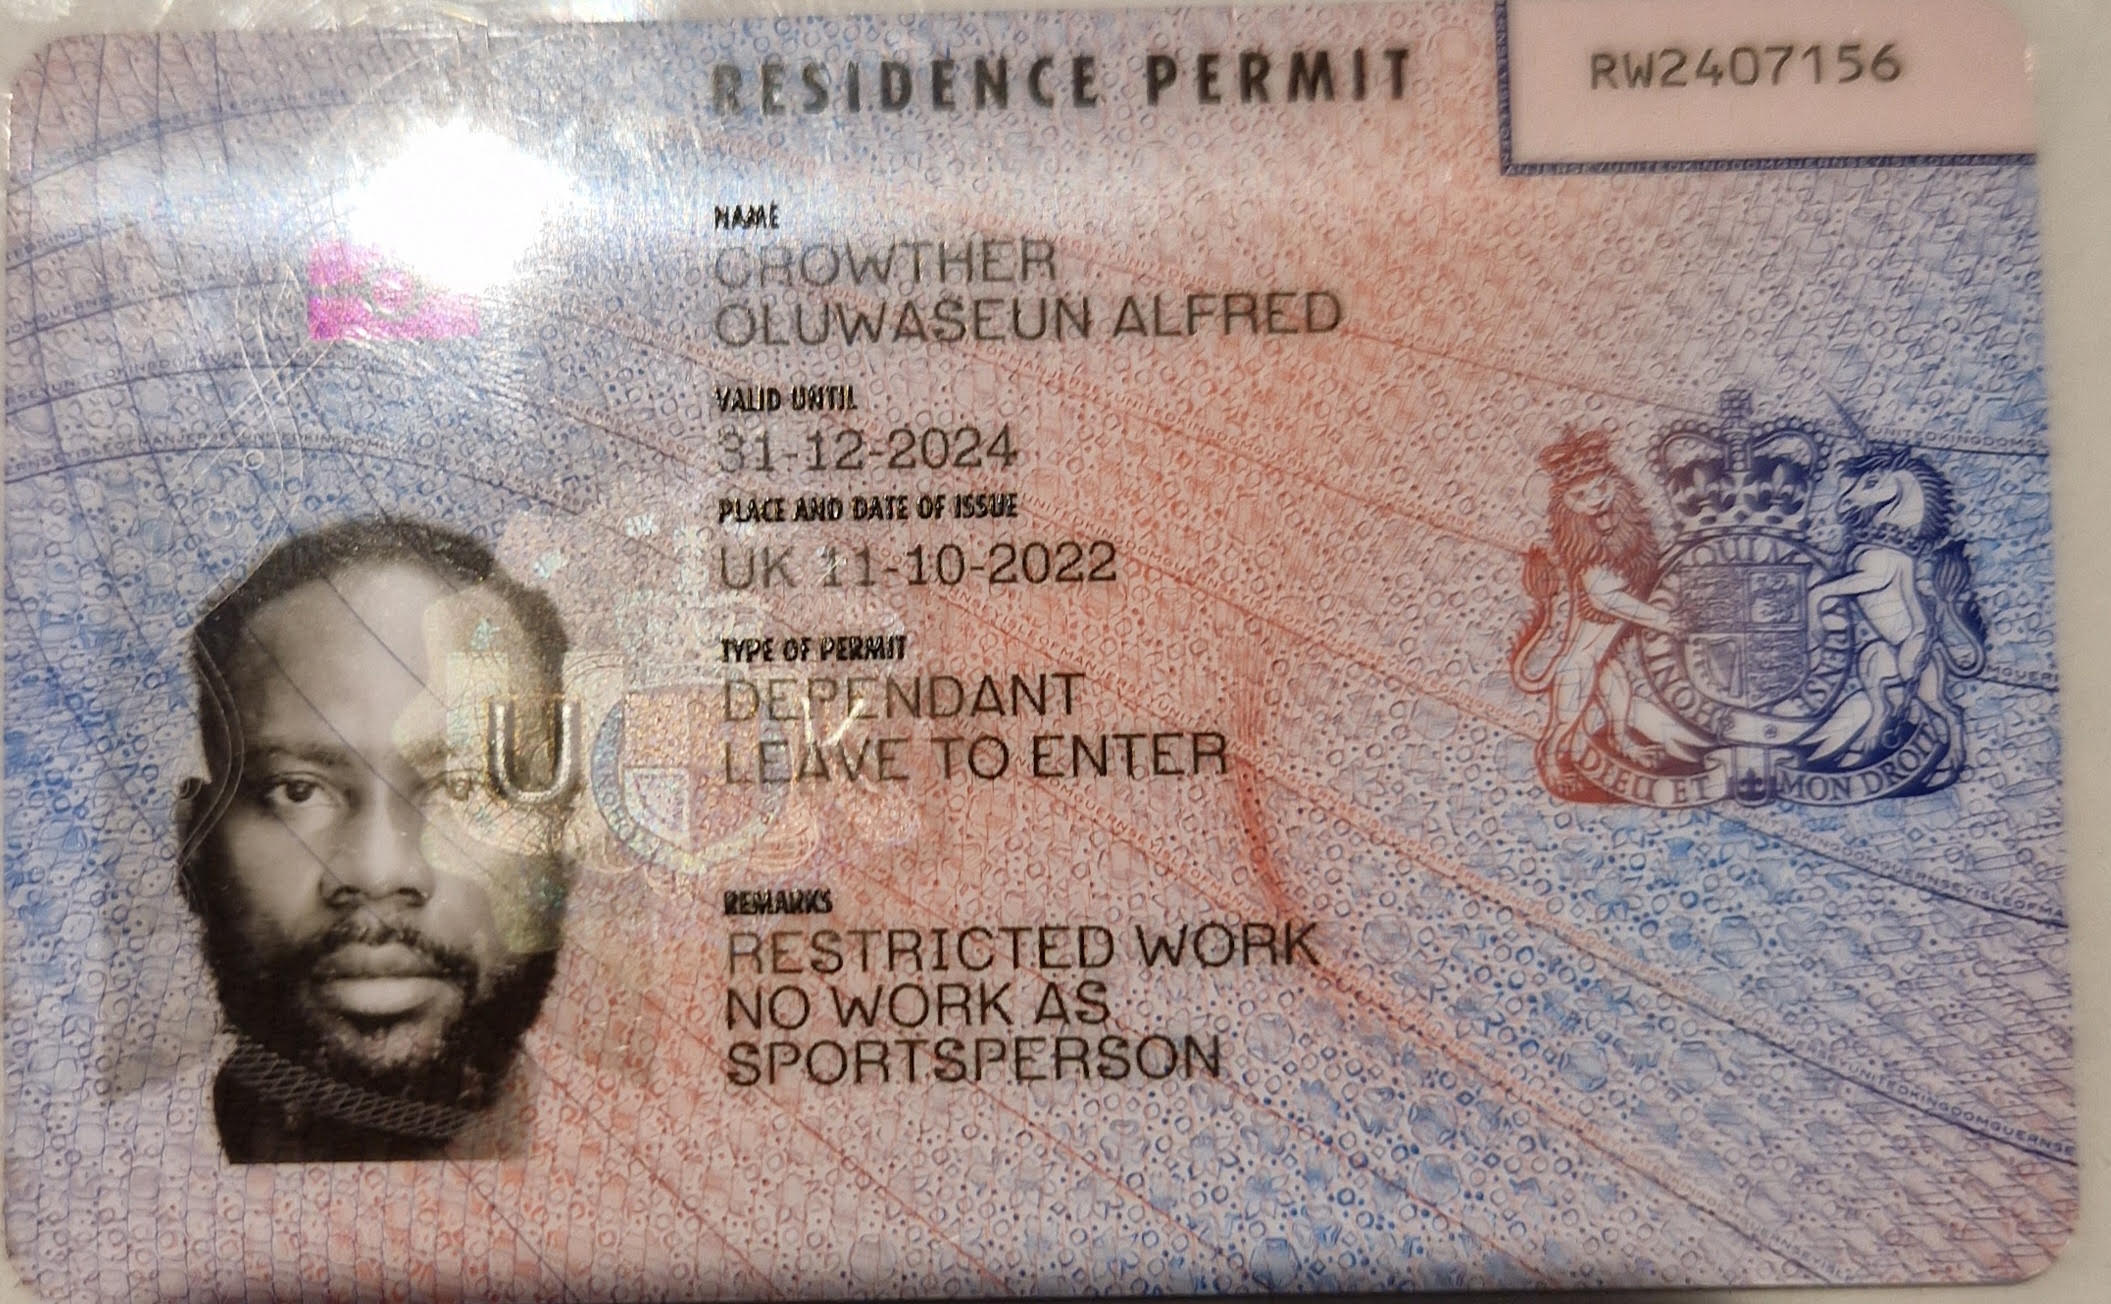 RESIDENCE PERMIT
RW2407156
NAME
CROWTHER
OLUWASEUN ALFRED
VALID UNTIL
31-12-2024
PLACE AND DATE OF ISSUE
UK 11-10-2022
TYPE OF PERMIT
DEPENDANT
LEAVE TO ENTER
UK
REMARKS
RESTRICTED WORK
NO WORK AS
SPORTSPERSON
DIEU ET MON DROIT